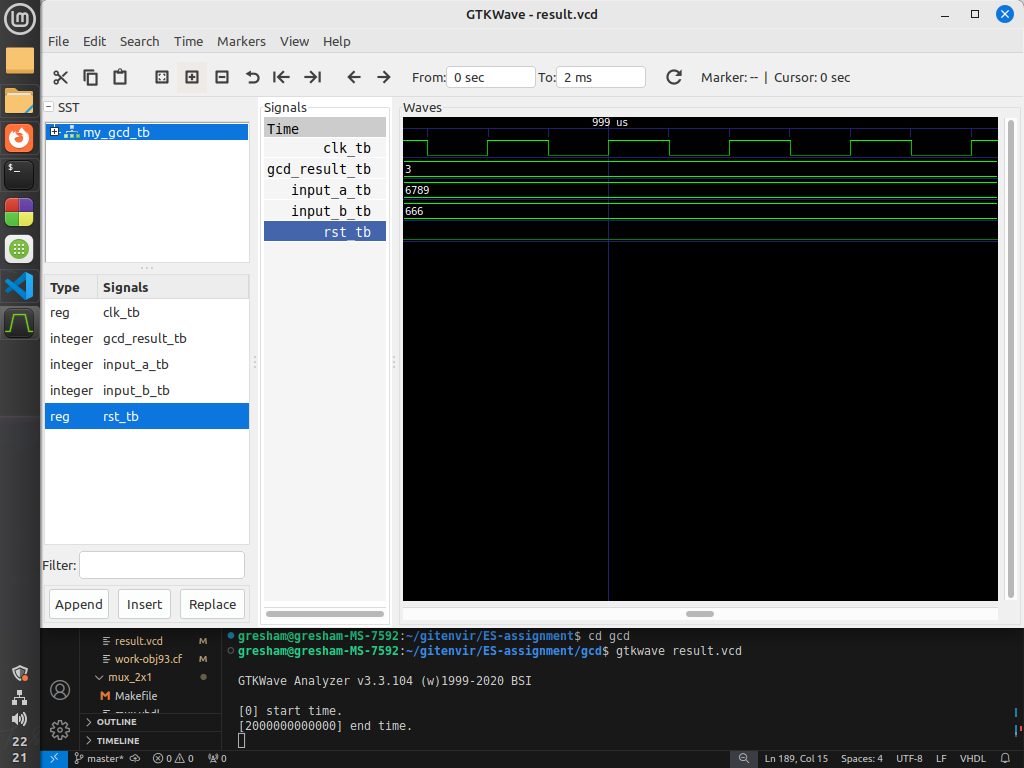 GTKWave - result.vcd
File Edit Search Time Markers View Help
From: 0 sec To: 2 ms Marker: -- | Cursor: 0 sec
SST
my_gcd_tb
Type Signals
reg clk_tb
integer gcd_result_tb
integer input_a_tb
integer input_b_tb
reg rst_tb
Filter:
Append Insert Replace
Signals
Time
clk_tb
gcd_result_tb
input_a_tb
input_b_tb
rst_tb
Waves
999 us
3
6789
666
$_
22
21
result.vcd M
work-obj93.cf M
mux_2x1
M Makefile
OUTLINE
TIMELINE
gresham@gresham-MS-7592:~/gitenvir/ES-assignment$ cd gcd
gresham@gresham-MS-7592:~/gitenvir/ES-assignment/gcd$ gtkwave result.vcd
GTKWave Analyzer v3.3.104 (w)1999-2020 BSI
[0] start time.
[2000000000000] end time.
master* 0 0 0 Ln 189, Col 15 Spaces: 4 UTF-8 LF VHDL